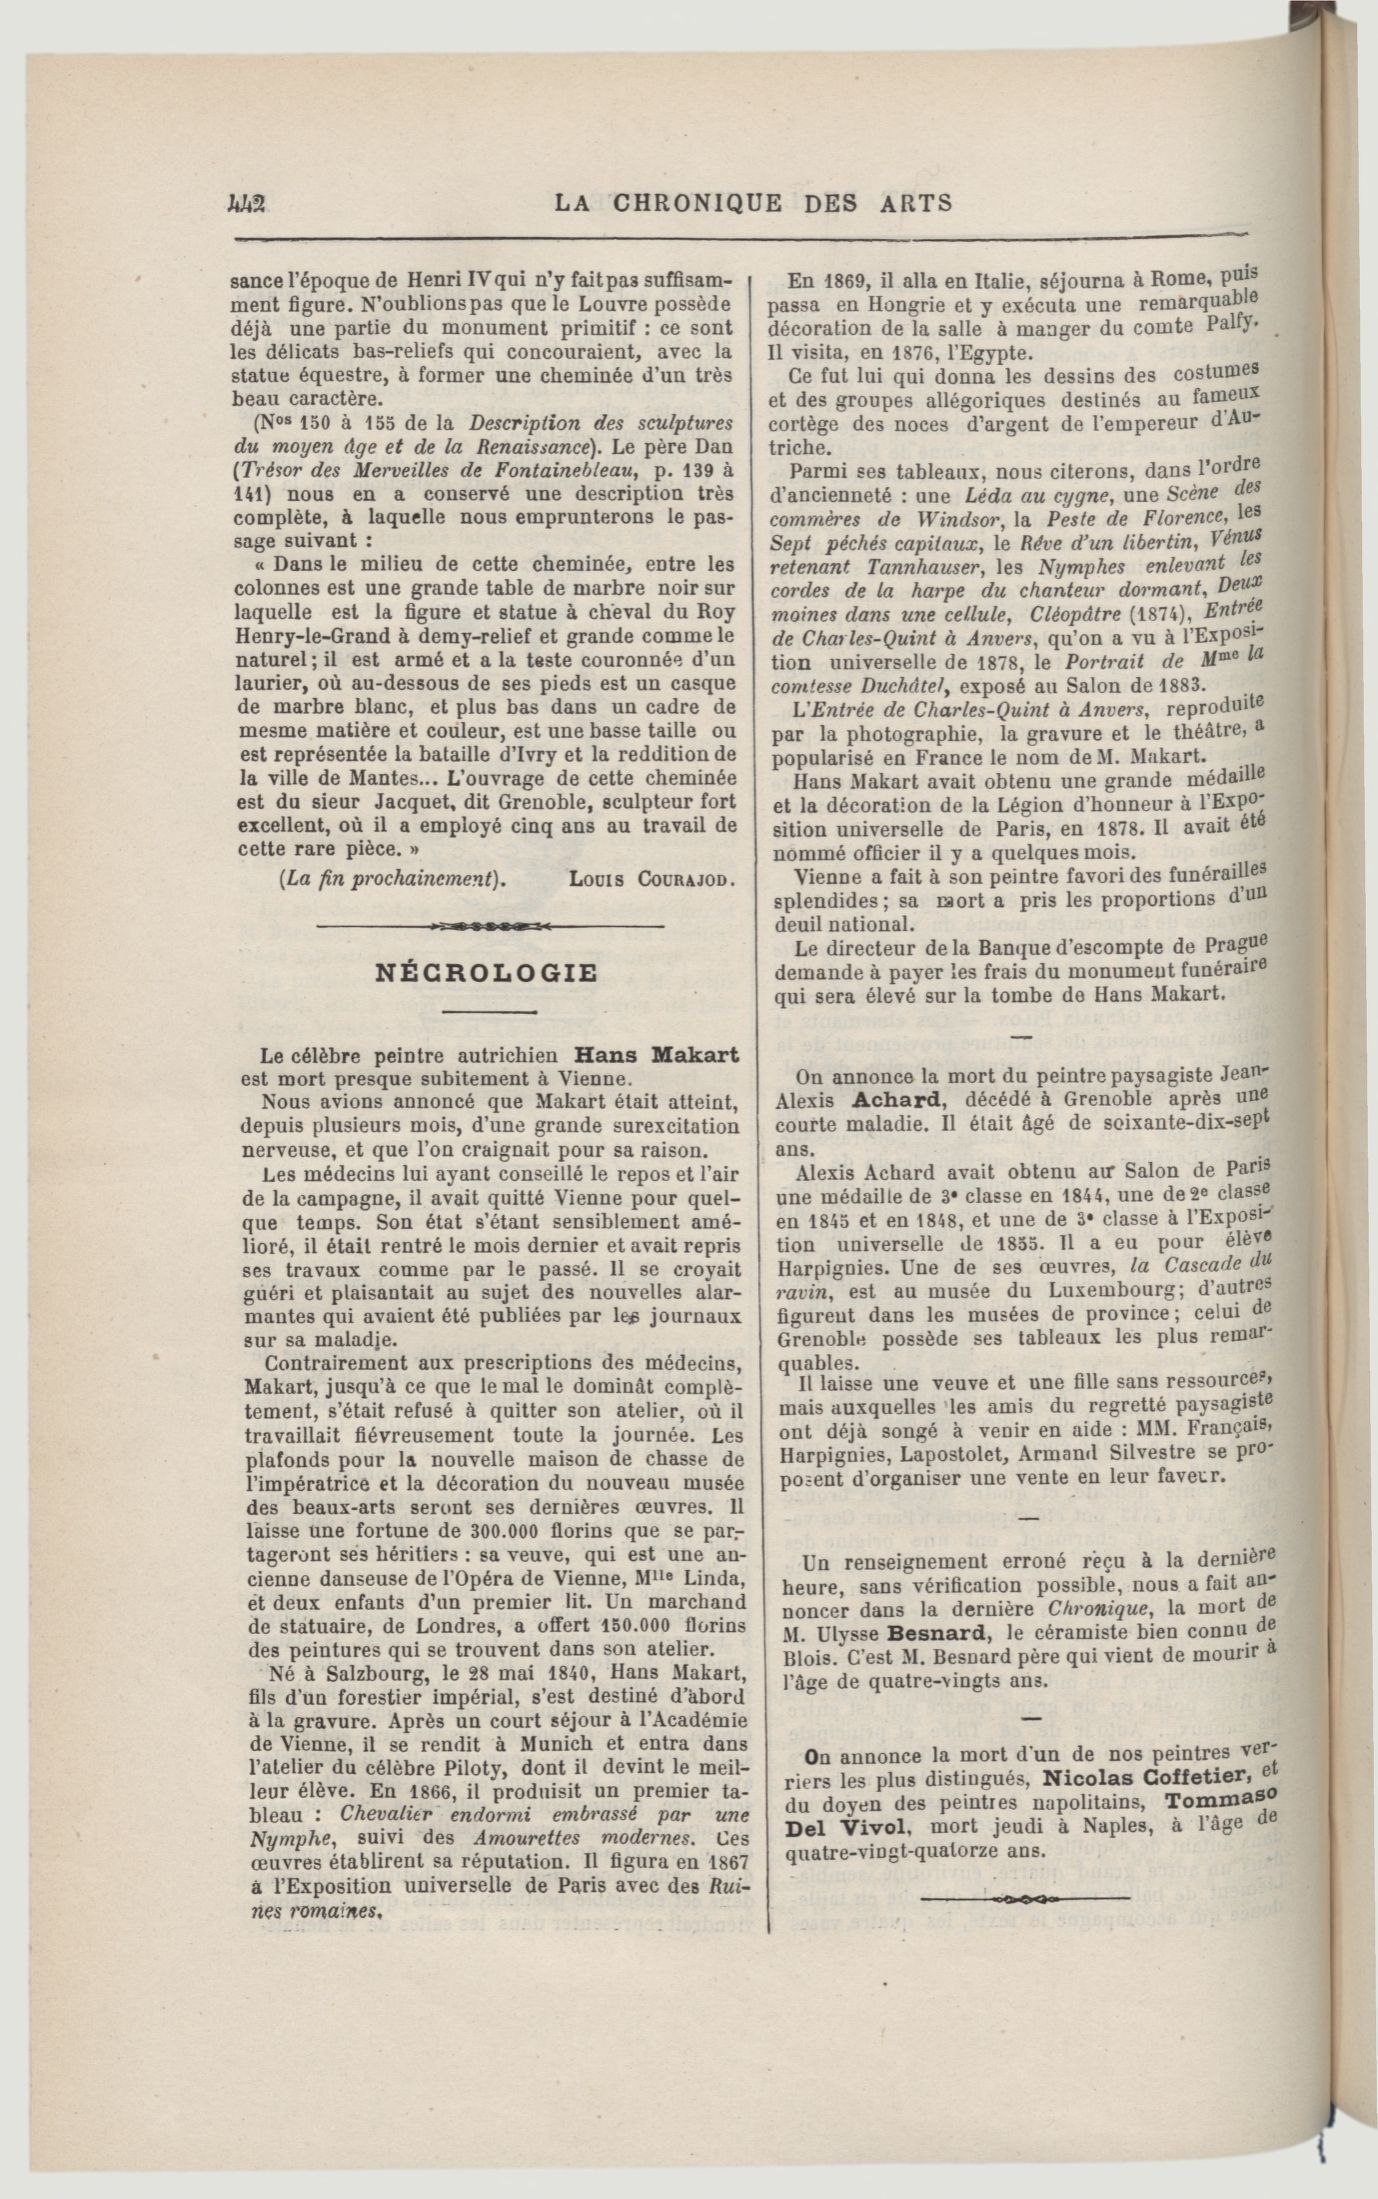 442
LA CHRONIQUE DES ARTS
sance l'époque de Henri IV qui n'y fait pas suffisam-
ment figure. N'oublions pas que le Louvre possède
déjà une partie du monument primitif : ce sont
les délicats bas-reliefs qui concouraient, avec la
statue équestre, à former une cheminée d'un très
beau caractère.
(Nos 150 à 155 de la Description des sculptures
du moyen âge et de la Renaissance). Le père Dan
(Trésor des Merveilles de Fontainebleau, p. 139 à
141) nous en a conservé une description très
complète, à laquelle nous emprunterons le pas-
sage suivant :
« Dans le milieu de cette cheminée, entre les
colonnes est une grande table de marbre noir sur
laquelle est la figure et statue à cheval du Roy
Henry-le-Grand à demy-relief et grande comme le
naturel ; il est armé et a la teste couronnée d'un
laurier, où au-dessous de ses pieds est un casque
de marbre blanc, et plus bas dans un cadre de
mesme matière et couleur, est une basse taille ou
est représentée la bataille d'Ivry et la reddition de
la ville de Mantes... L'ouvrage de cette cheminée
est du sieur Jacquet, dit Grenoble, sculpteur fort
excellent, où il a employé cinq ans au travail de
cette rare pièce. »
(La fin prochainement). LOUIS COURAJOD.
NÉCROLOGIE
Le célèbre peintre autrichien Hans Makart
est mort presque subitement à Vienne.
Nous avions annoncé que Makart était atteint,
depuis plusieurs mois, d'une grande surexcitation
nerveuse, et que l'on craignait pour sa raison.
Les médecins lui ayant conseillé le repos et l'air
de la campagne, il avait quitté Vienne pour quel-
que temps. Son état s'étant sensiblement amé-
lioré, il était rentré le mois dernier et avait repris
ses travaux comme par le passé. Il se croyait
guéri et plaisantait au sujet des nouvelles alar-
mantes qui avaient été publiées par les journaux
sur sa maladie.
Contrairement aux prescriptions des médecins,
Makart, jusqu'à ce que le mal le dominât complè-
tement, s'était refusé à quitter son atelier, où il
travaillait fiévreusement toute la journée. Les
plafonds pour la nouvelle maison de chasse de
l'impératrice et la décoration du nouveau musée
des beaux-arts seront ses dernières œuvres. Il
laisse une fortune de 300.000 florins que se par-
tageront ses héritiers : sa veuve, qui est une an-
cienne danseuse de l'Opéra de Vienne, Mlle Linda,
et deux enfants d'un premier lit. Un marchand
de statuaire, de Londres, a offert 150.000 florins
des peintures qui se trouvent dans son atelier.
Né à Salzbourg, le 28 mai 1840, Hans Makart,
fils d'un forestier impérial, s'est destiné d'abord
à la gravure. Après un court séjour à l'Académie
de Vienne, il se rendit à Munich et entra dans
l'atelier du célèbre Piloty, dont il devint le meil-
leur élève. En 1866, il produisit un premier ta-
bleau : Chevalier endormi embrassé par une
Nymphe, suivi des Amourettes modernes. Ces
œuvres établirent sa réputation. Il figura en 1867
à l'Exposition universelle de Paris avec des Rui-
nes romaines.
En 1869, il alla en Italie, séjourna à Rome, puis
passa en Hongrie et y exécuta une remarquable
décoration de la salle à manger du comte Palfy.
Il visita, en 1876, l'Egypte.
Ce fut lui qui donna les dessins des costumes
et des groupes allégoriques destinés au fameux
cortège des noces d'argent de l'empereur d'Au-
triche.
Parmi ses tableaux, nous citerons, dans l'ordre
d'ancienneté : une Léda au cygne, une Scène des
commères de Windsor, la Peste de Florence, les
Sept péchés capitaux, le Rêve d'un libertin, Vénus
retenant Tannhauser, les Nymphes enlevant les
cordes de la harpe du chanteur dormant, Deux
moines dans une cellule, Cléopâtre (1874), Entrée
de Charles-Quint à Anvers, qu'on a vu à l'Exposi-
tion universelle de 1878, le Portrait de Mme la
comtesse Duchâtel, exposé au Salon de 1883.
L'Entrée de Charles-Quint à Anvers, reproduite
par la photographie, la gravure et le théâtre, a
popularisé en France le nom de M. Makart.
Hans Makart avait obtenu une grande médaille
et la décoration de la Légion d'honneur à l'Expo-
sition universelle de Paris, en 1878. Il avait été
nommé officier il y a quelques mois.
Vienne a fait à son peintre favori des funérailles
splendides ; sa mort a pris les proportions d'un
deuil national.
Le directeur de la Banque d'escompte de Prague
demande à payer les frais du monument funéraire
qui sera élevé sur la tombe de Hans Makart.
—
On annonce la mort du peintre paysagiste Jean-
Alexis Achard, décédé à Grenoble après une
courte maladie. Il était âgé de soixante-dix-sept
ans.
Alexis Achard avait obtenu au Salon de Paris
une médaille de 3e classe en 1844, une de 2e classe
en 1845 et en 1848, et une de 3e classe à l'Exposi-
tion universelle de 1855. Il a eu pour élève
Harpignies. Une de ses œuvres, la Cascade du
ravin, est au musée du Luxembourg ; d'autres
figurent dans les musées de province ; celui de
Grenoble possède ses tableaux les plus remar-
quables.
Il laisse une veuve et une fille sans ressources,
mais auxquelles les amis du regretté paysagiste
ont déjà songé à venir en aide : MM. Français,
Harpignies, Lapostolet, Armand Silvestre se pro-
posent d'organiser une vente en leur faveur.
—
Un renseignement erroné reçu à la dernière
heure, sans vérification possible, nous a fait an-
noncer dans la dernière Chronique, la mort de
M. Ulysse Besnard, le céramiste bien connu de
Blois. C'est M. Besnard père qui vient de mourir à
l'âge de quatre-vingts ans.
—
On annonce la mort d'un de nos peintres ver-
riers les plus distingués, Nicolas Coffetier, et
du doyen des peintres napolitains, Tommaso
Del Vivol, mort jeudi à Naples, à l'âge de
quatre-vingt-quatorze ans.